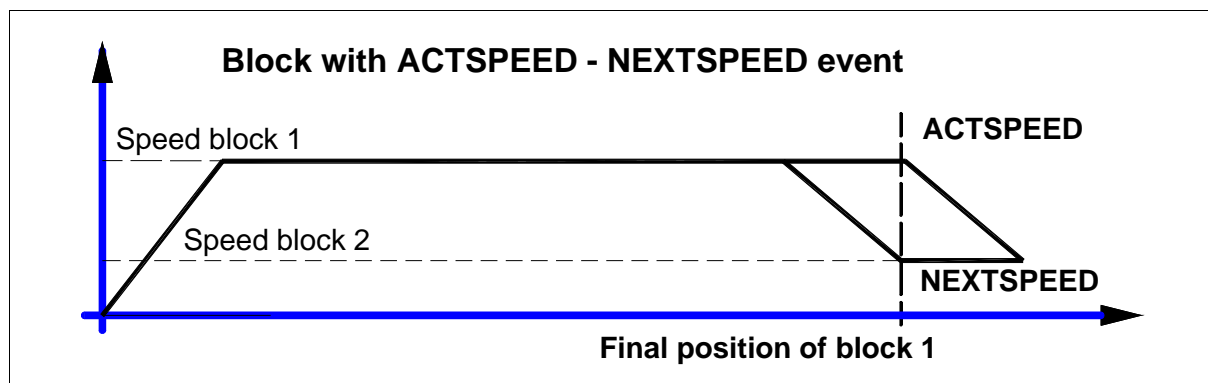 Block with ACTSPEED - NEXTSPEED event
Speed block 1
ACTSPEED
Speed block 2
NEXTSPEED
Final position of block 1